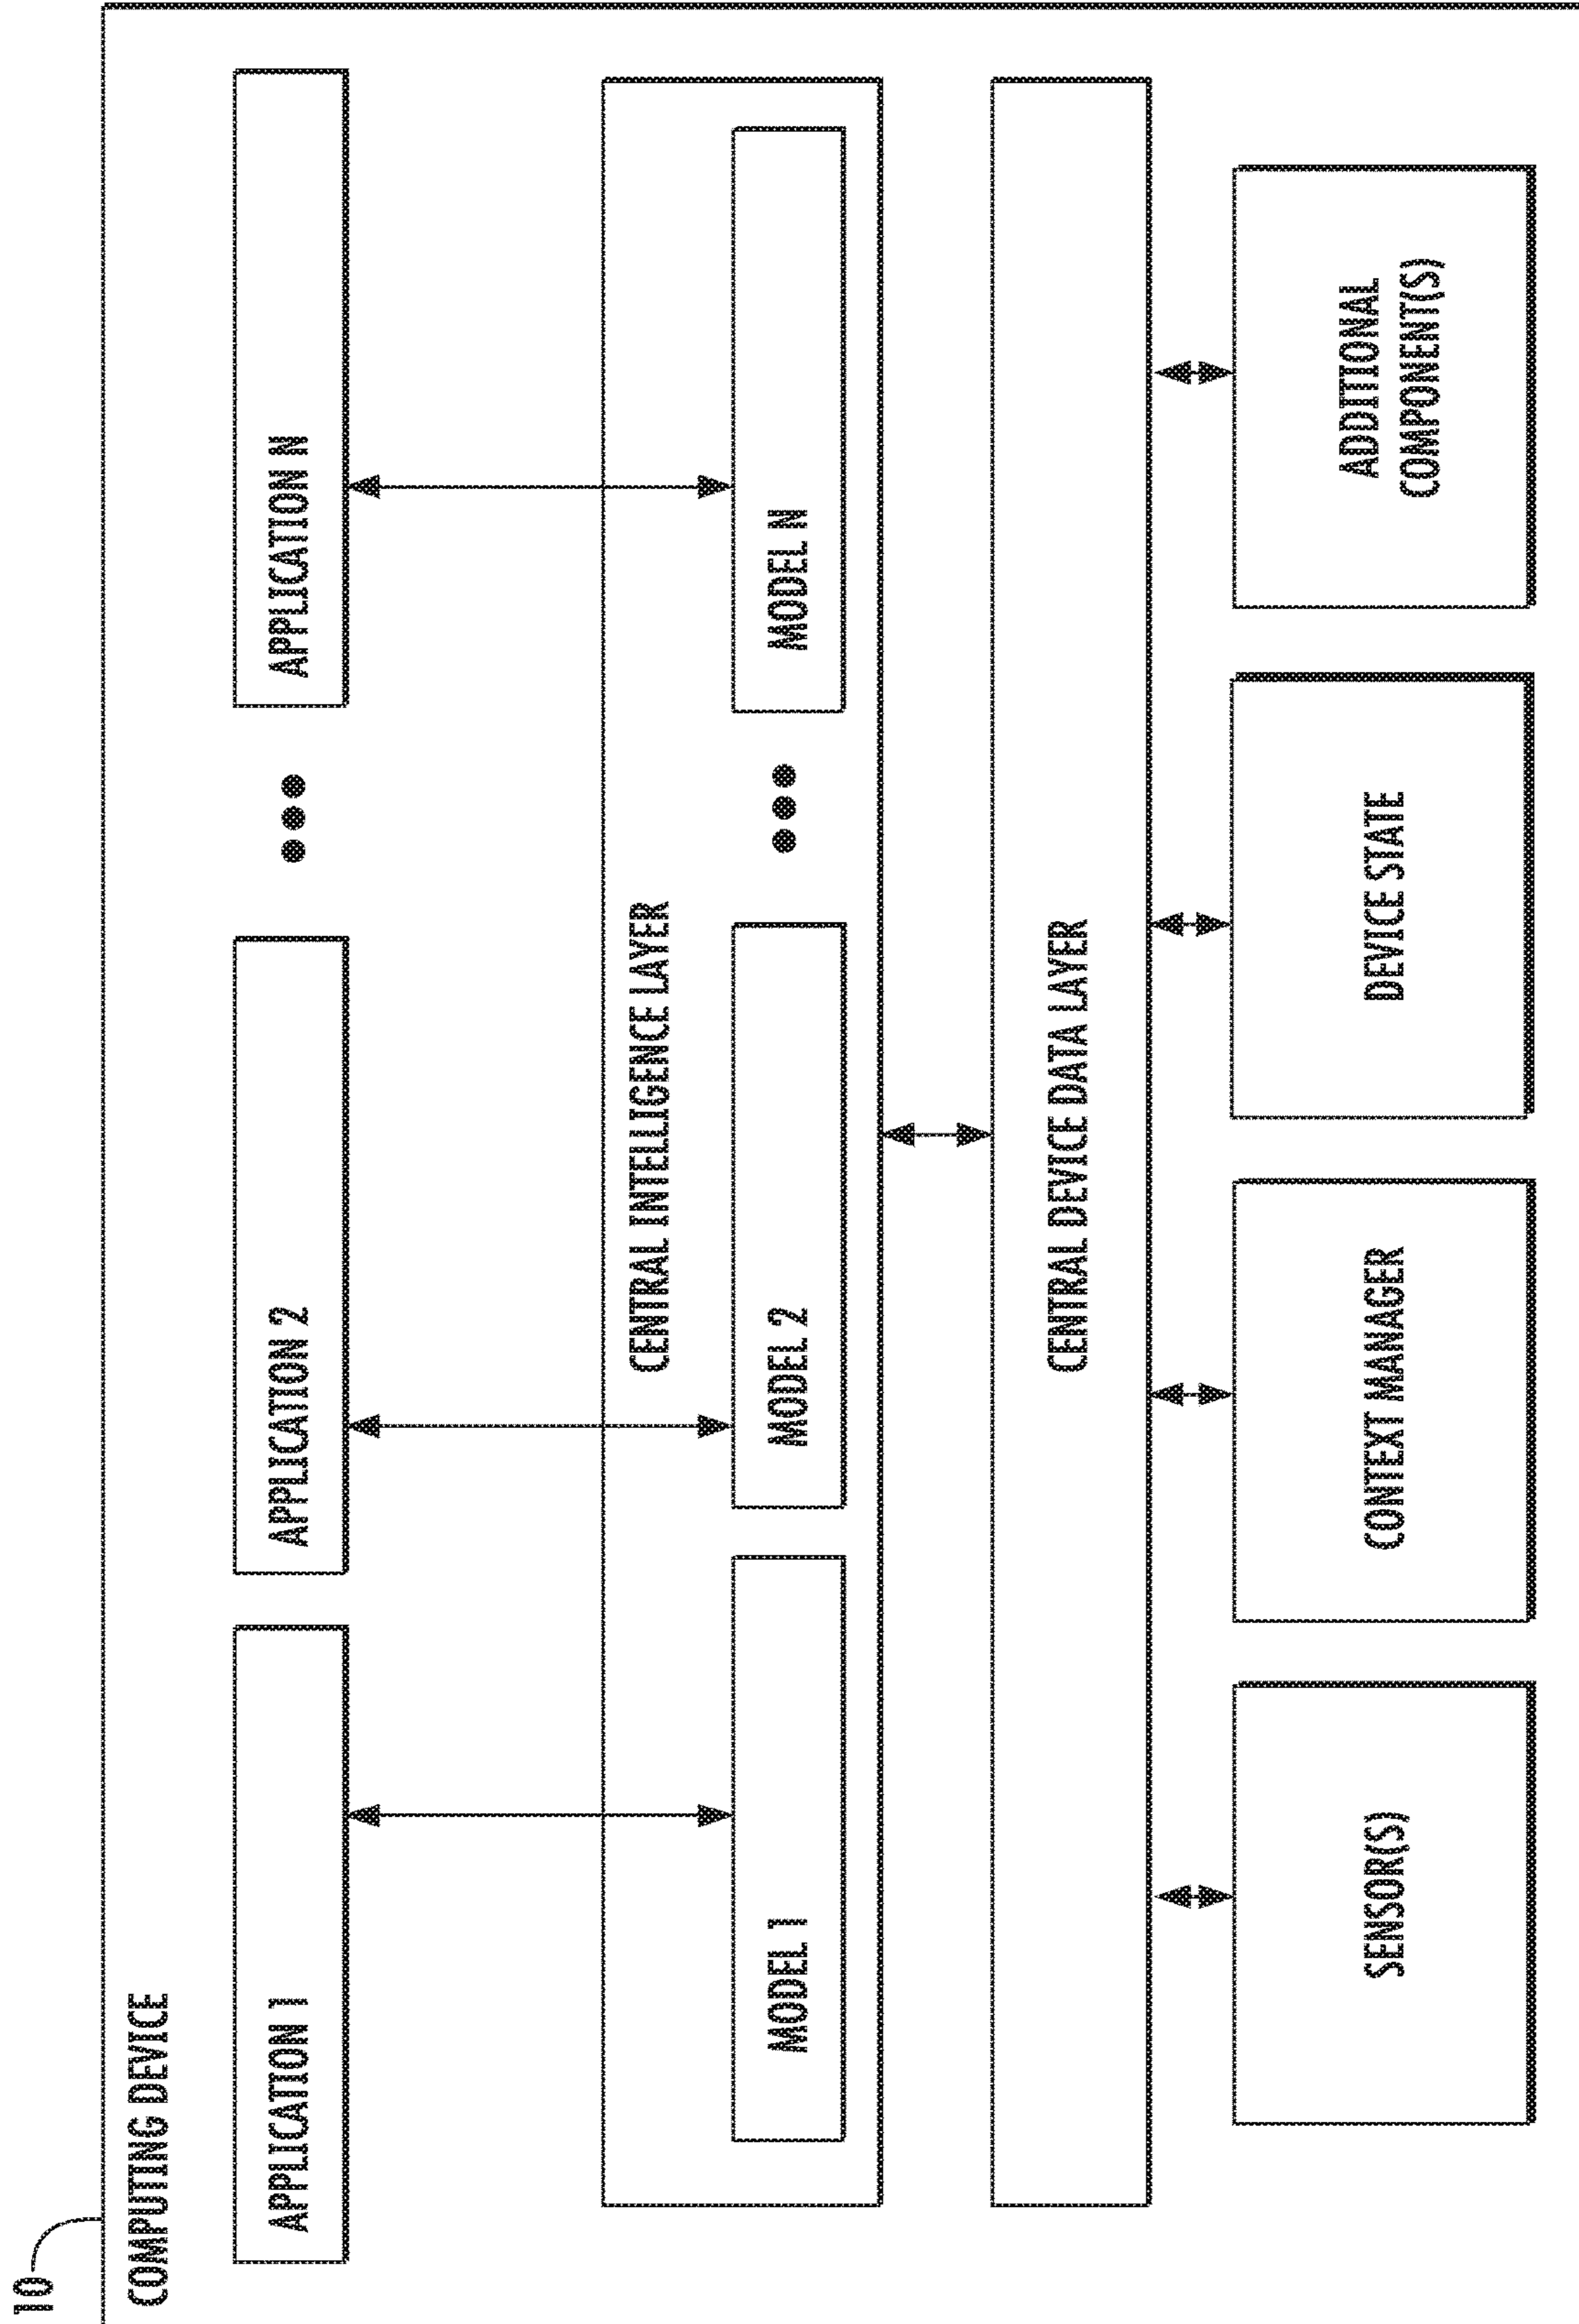 10
COMPUTING DEVICE
APPLICATION 1
APPLICATION 2
APPLICATION N
CENTRAL INTELLIGENCE LAYER
MODEL 1
MODEL 2
MODEL N
CENTRAL DEVICE DATA LAYER
SENSOR(S)
CONTEXT MANAGER
DEVICE STATE
ADDITIONAL
COMPONENT(S)